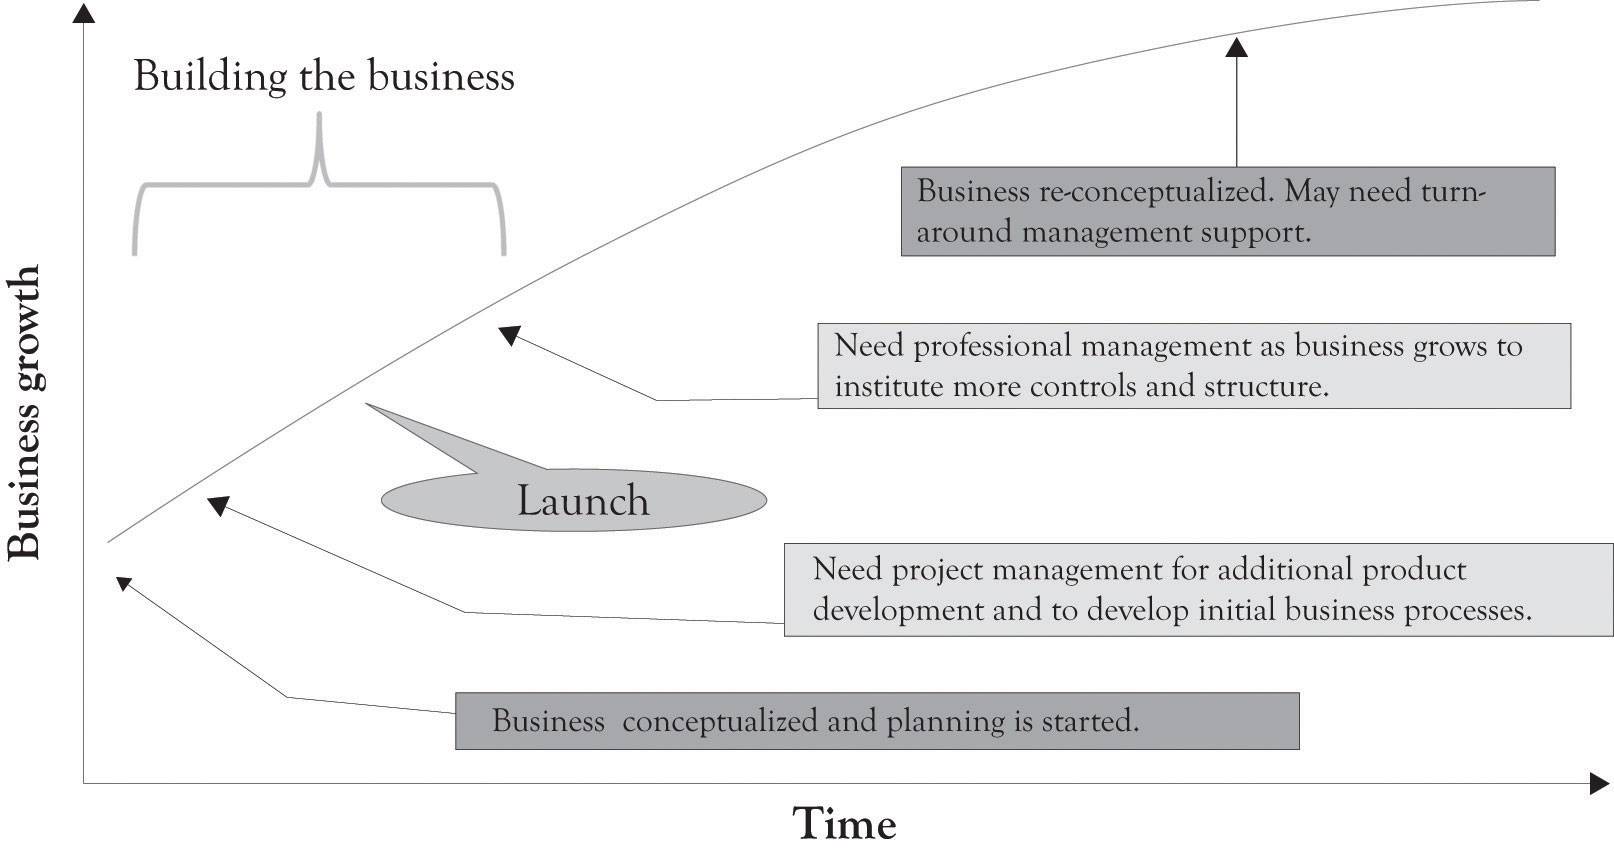 Building the business
Business re-conceptualized. May need turn-
around management support.
Need professional management as business grows to
institute more controls and structure.
Launch
Need project management for additional product
development and to develop initial business processes.
Business conceptualized and planning is started.
Business growth
Time